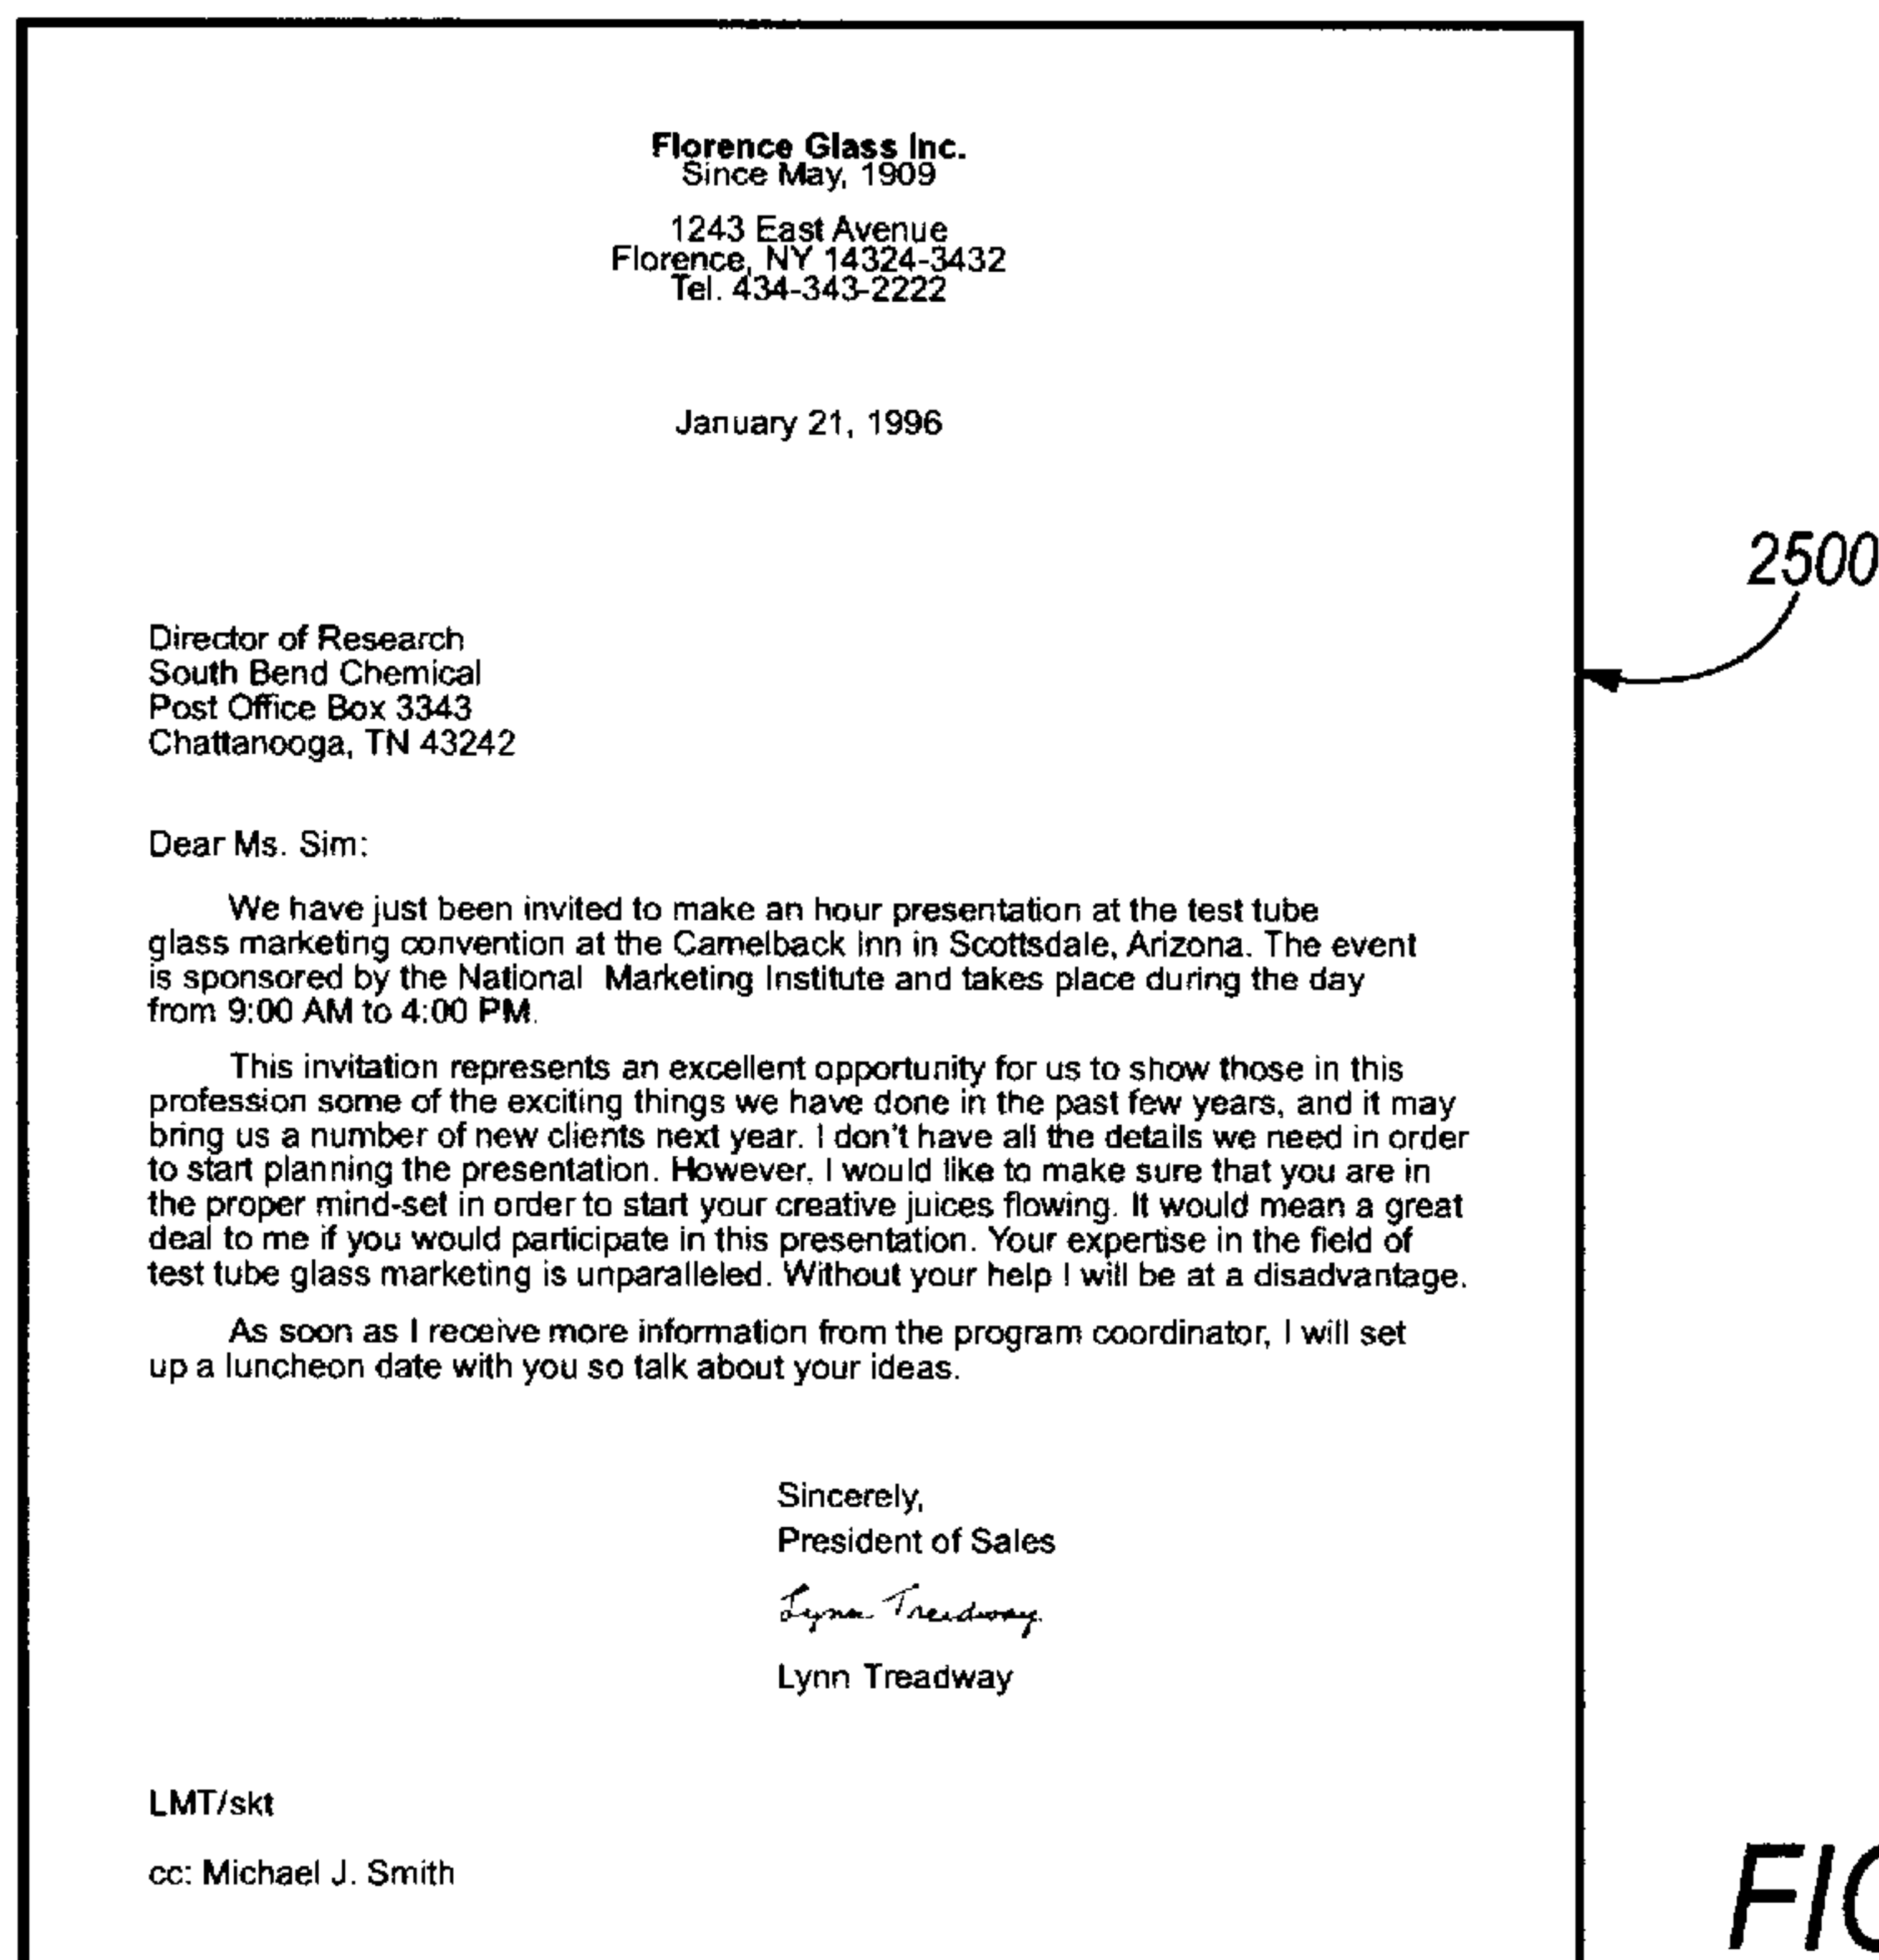 Florence Glass Inc.
Since May, 1909
1243 East Avenue
Florence, NY 14324-3432
Tel. 434-343-2222
January 21, 1996
2500
Director of Research
South Bend Chemical
Post Office Box 3343
Chattanooga, TN 43242
Dear Ms. Sim:
We have just been invited to make an hour presentation at the test tube
glass marketing convention at the Camelback Inn in Scottsdale, Arizona. The event
is sponsored by the National Marketing Institute and takes place during the day
from 9:00 AM to 4:00 PM.
This invitation represents an excellent opportunity for us to show those in this
profession some of the exciting things we have done in the past few years, and it may
bring us a number of new clients next year. I don't have all the details we need in order
to start planning the presentation. However, I would like to make sure that you are in
the proper mind-set in order to start your creative juices flowing. It would mean a great
deal to me if you would participate in this presentation. Your expertise in the field of
test tube glass marketing is unparalleled. Without your help I will be at a disadvantage.
As soon as I receive more information from the program coordinator, I will set
up a luncheon date with you so talk about your ideas.
Sincerely,
President of Sales
Lynn Treadway
Lynn Treadway
LMT/skt
cc: Michael J. Smith